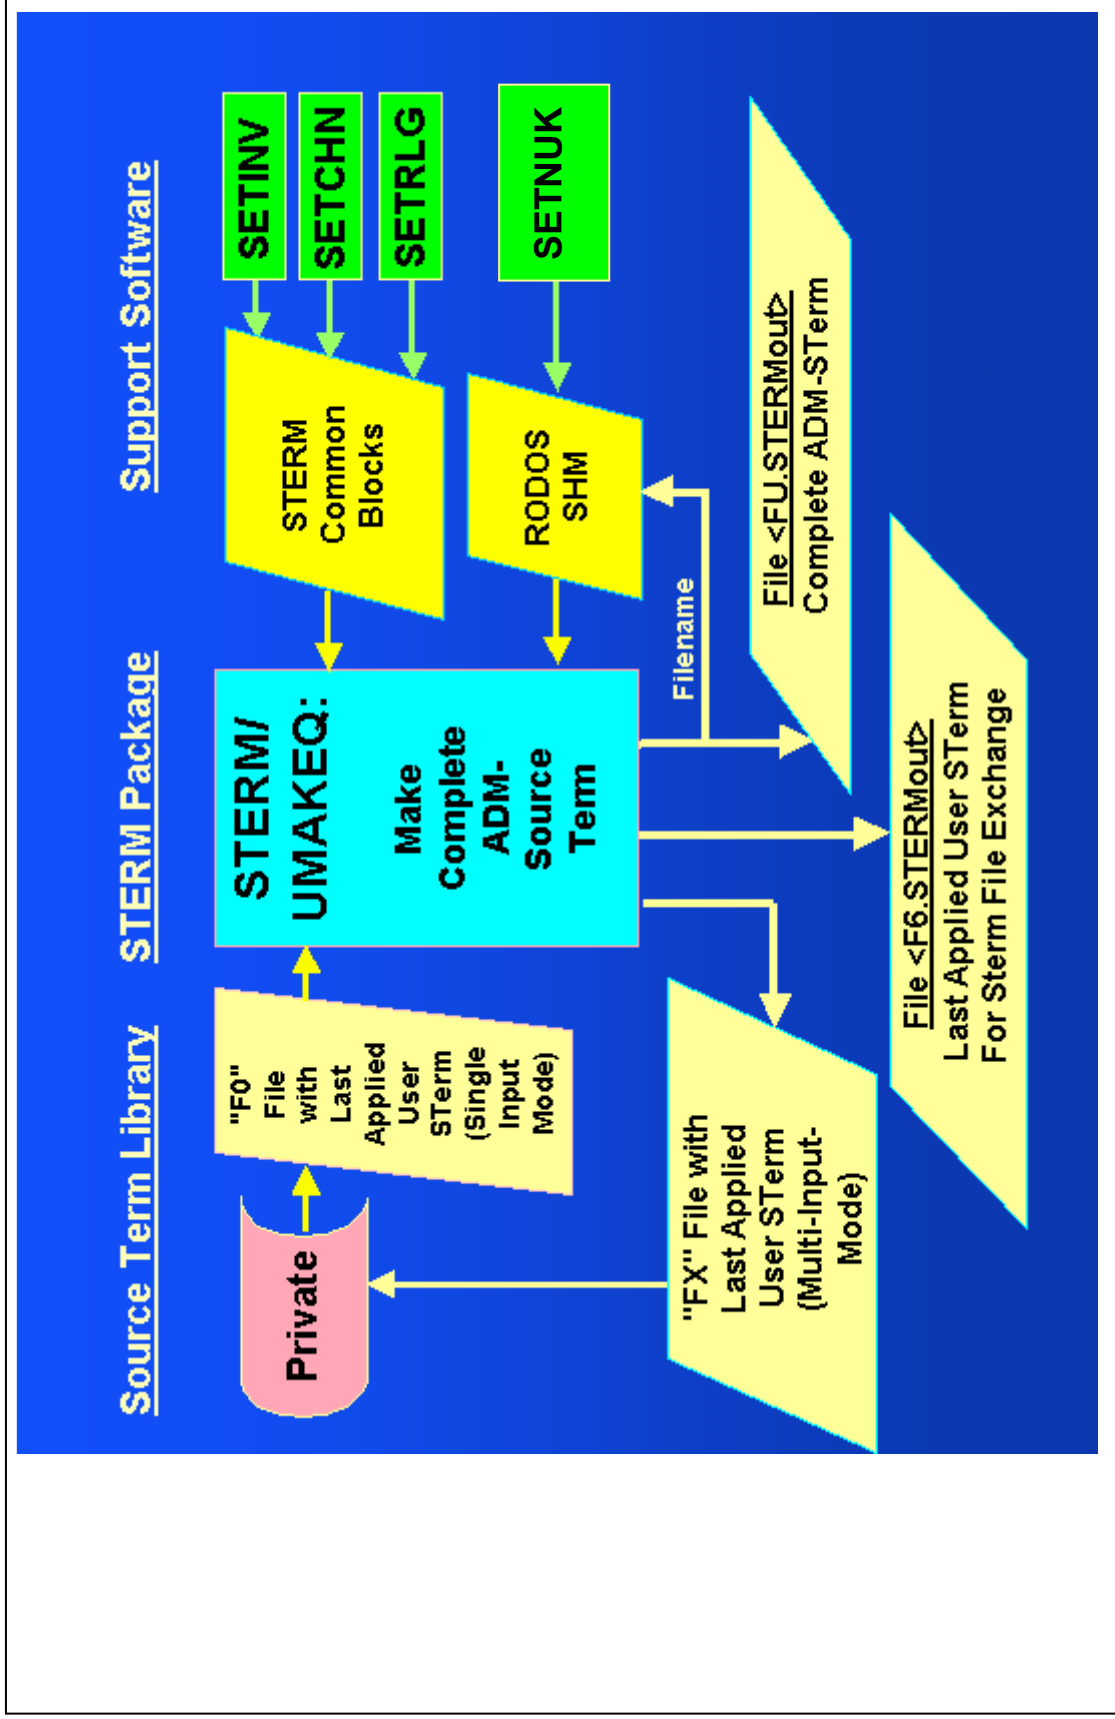 Source Term Library
STERM Package
Support Software
Private
"F0"
File
with
Last
Applied
User
STerm
(Single
Input
Mode)
STERM/
UMAKEQ:
Make
Complete
ADM-
Source
Term
STERM
Common
Blocks
SETINV
SETCHN
SETRLG
RODOS
SHM
SETNUK
Filename
"FX" File with
Last Applied
User STerm
(Multi-Input-
Mode)
File <FU.STERMout>
Complete ADM-STerm
File <F6.STERMout>
Last Applied User STerm
For Sterm File Exchange